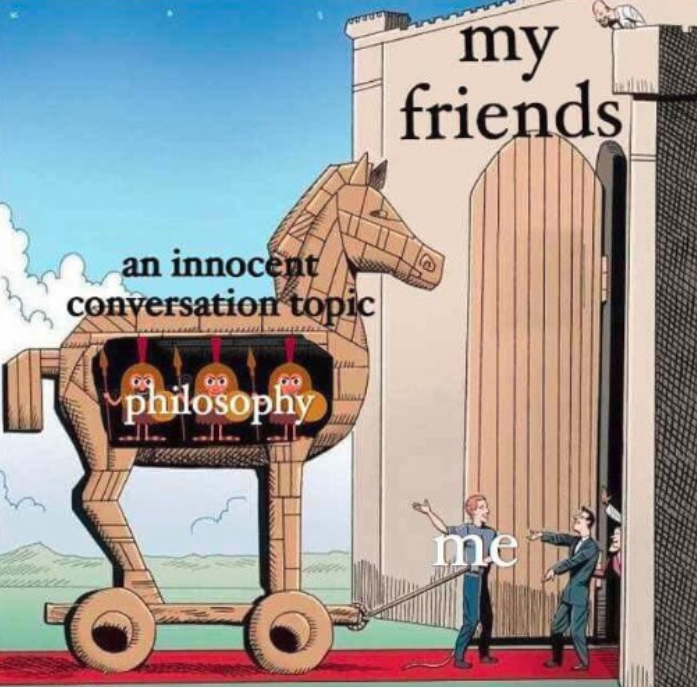 my
friends
an innocent
conversation topic
philosophy
me